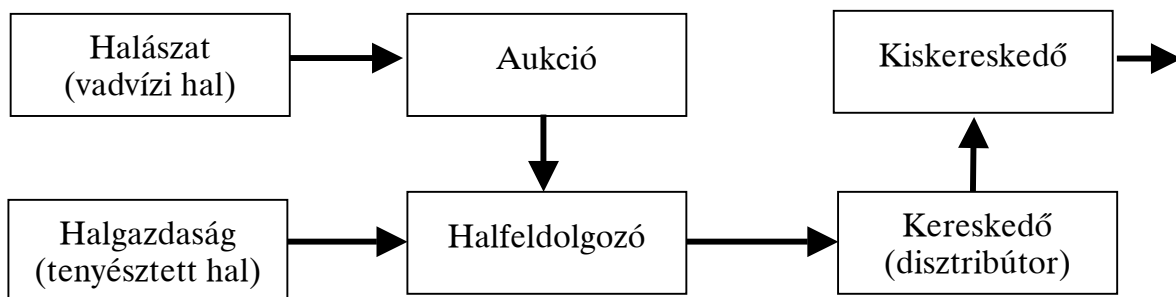 Halászat
(vadvízi hal)
Aukció
Kiskereskedő
Halgazdaság
(tenyésztett hal)
Halfeldolgozó
Kereskedő
(disztribútor)